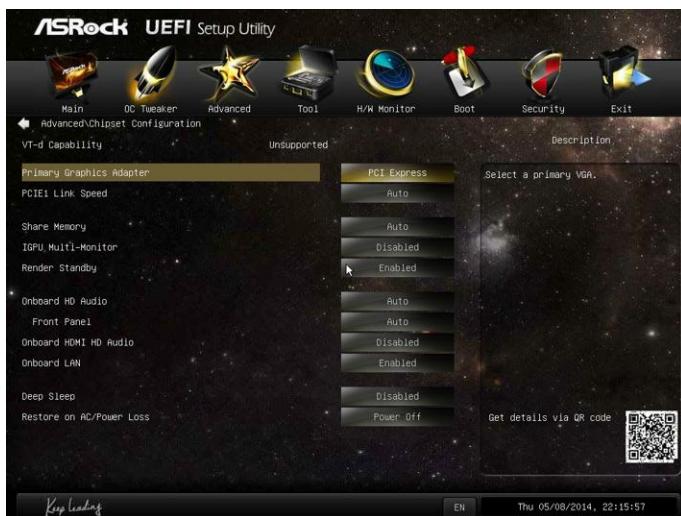 ASRock UEFI Setup Utility
Main OC Tweaker Advanced Tool H/W Monitor Boot Security Exit
Advanced\Chipset Configuration
Description
VT-d Capability Unsupported
Primary Graphics Adapter PCI Express
Select a primary VGA.
PCIE1 Link Speed Auto
Share Memory Auto
IGPU Multi-Monitor Disabled
Render Standby Enabled
Onboard HD Audio Auto
Front Panel Auto
Onboard HDMI HD Audio Disabled
Onboard LAN Enabled
Deep Sleep Disabled
Restore on AC/Power Loss Power Off
Get details via QR code
Keep Leading
EN
Thu 05/08/2014, 22:15:57